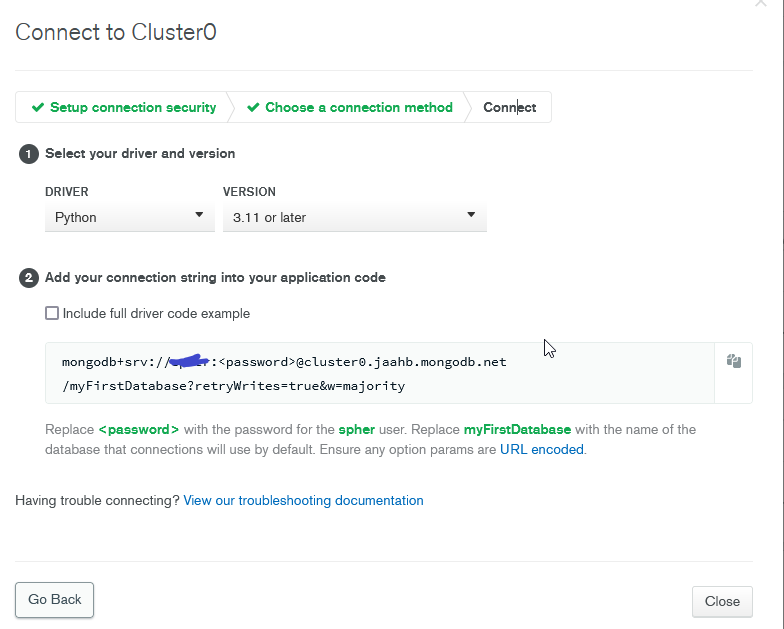 Connect to Cluster0
Setup connection security
Choose a connection method
Connect
1 Select your driver and version
DRIVER
VERSION
Python
3.11 or later
2 Add your connection string into your application code
Include full driver code example
mongodb+srv:// :<password>@cluster0.jaahb.mongodb.net
/myFirstDatabase?retryWrites=true&w=majority
Replace <password> with the password for the spher user. Replace myFirstDatabase with the name of the
database that connections will use by default. Ensure any option params are URL encoded.
Having trouble connecting? View our troubleshooting documentation
Go Back
Close